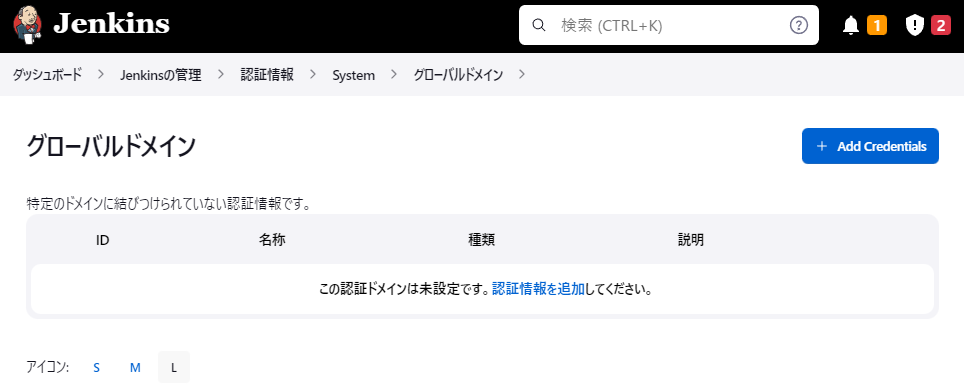 Jenkins
検索 (CTRL+K)
1
2
ダッシュボード
Jenkinsの管理
認証情報
System
グローバルドメイン
グローバルドメイン
Add Credentials
特定のドメインに結びつけられていない認証情報です。
ID 名称 種類 説明
この認証ドメインは未設定です。認証情報を追加してください。
アイコン: S M L